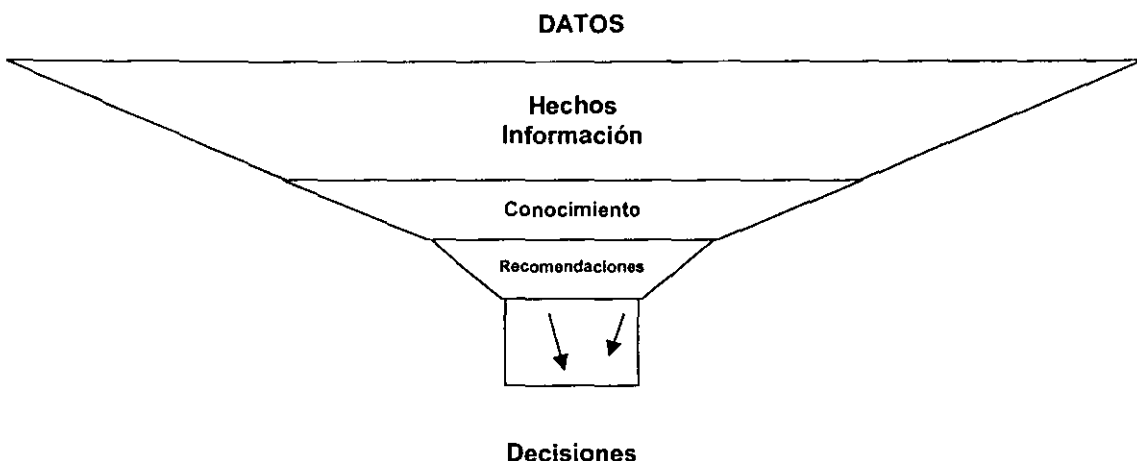 DATOS
Hechos
Información
Conocimiento
Recomendaciones
Decisiones